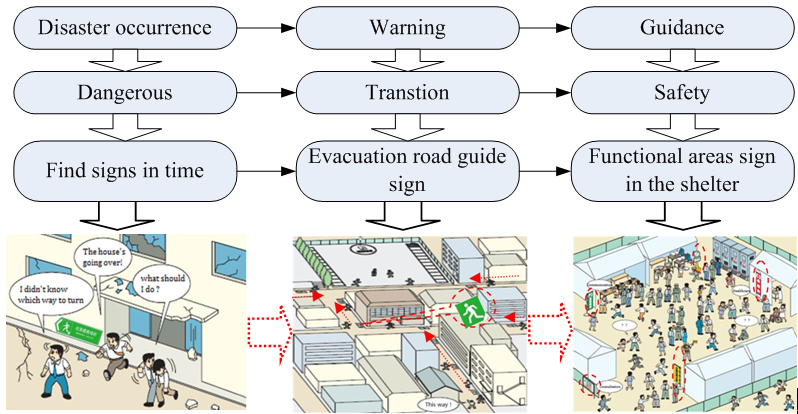 Disaster occurrence
Warning
Guidance
Dangerous
Transtion
Safety
Find signs in time
Evacuation road guide
sign
Functional areas sign
in the shelter
The house's
going over!
I didn't know
which way to turn
what should
I do ?
This way !
? ?
? ?